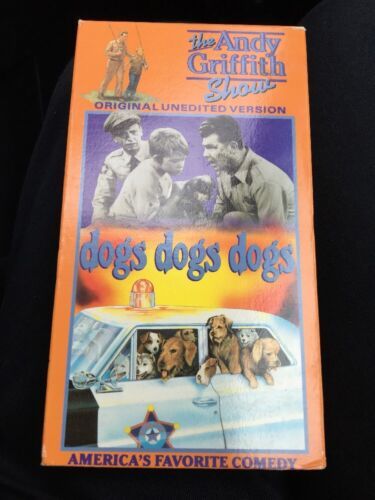 the Andy
Griffith
Show
ORIGINAL UNEDITED VERSION
dogs dogs dogs
AMERICA'S FAVORITE COMEDY